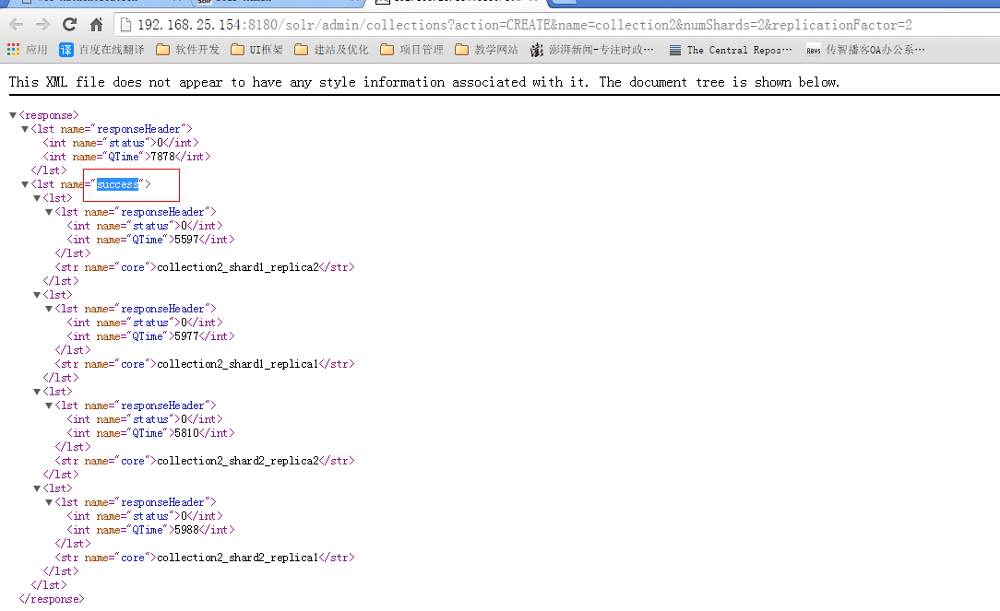 192.168.25.154:8180/solr/admin/collections?action=CREATE&name=collection2&numShards=2&replicationFactor=2
应用 译 百度在线翻译 软件开发 UI框架 建站及优化 项目管理 教学网站 澎湃新闻-专注时政… The Central Repos… 传智播客OA办公系…
This XML file does not appear to have any style information associated with it. The document tree is shown below.
▼<response>
▼<lst name="responseHeader">
<int name="status">0</int>
<int name="QTime">7878</int>
</lst>
▼<lst name="success">
▼<lst>
▼<lst name="responseHeader">
<int name="status">0</int>
<int name="QTime">5597</int>
</lst>
<str name="core">collection2_shard1_replica2</str>
</lst>
▼<lst>
▼<lst name="responseHeader">
<int name="status">0</int>
<int name="QTime">5977</int>
</lst>
<str name="core">collection2_shard1_replica1</str>
</lst>
▼<lst>
▼<lst name="responseHeader">
<int name="status">0</int>
<int name="QTime">5810</int>
</lst>
<str name="core">collection2_shard2_replica2</str>
</lst>
▼<lst>
▼<lst name="responseHeader">
<int name="status">0</int>
<int name="QTime">5988</int>
</lst>
<str name="core">collection2_shard2_replica1</str>
</lst>
</lst>
</response>